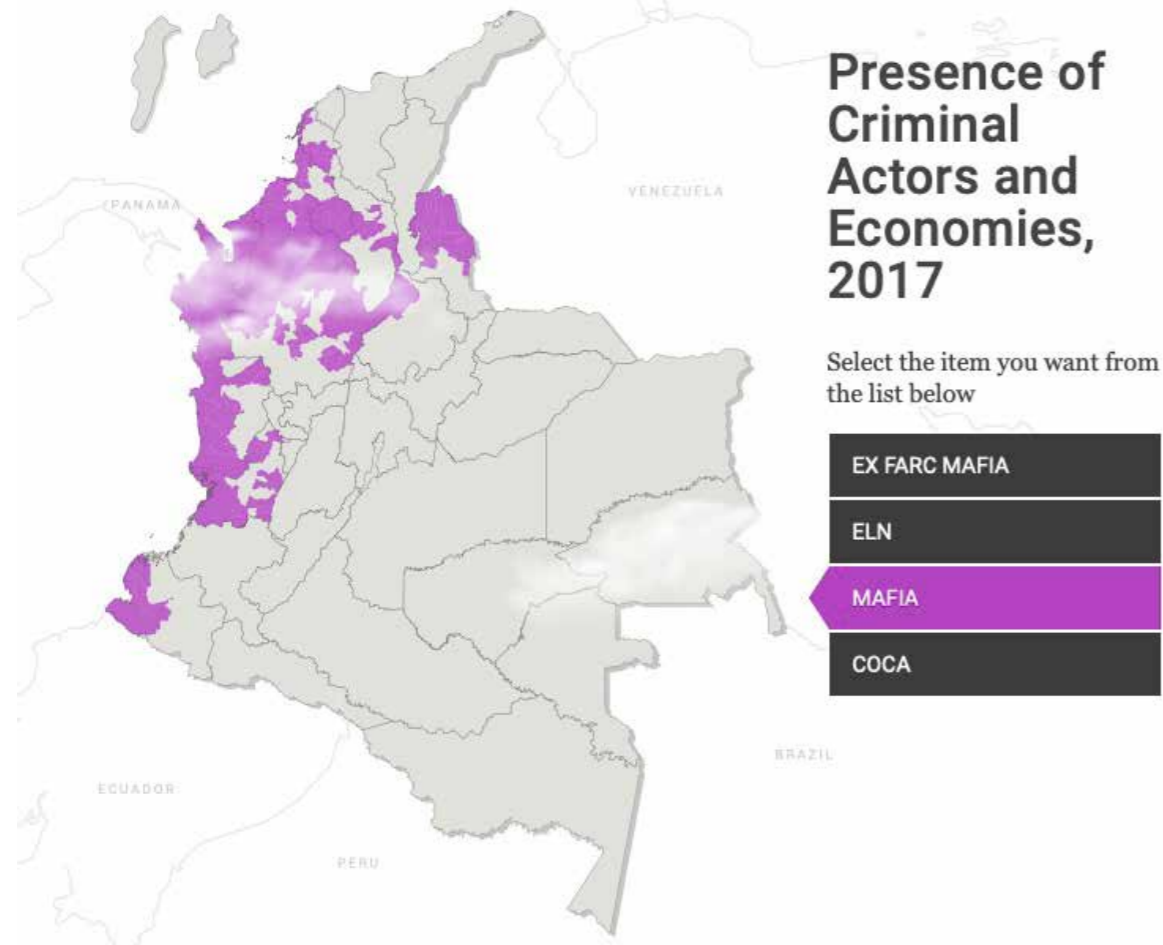 Presence of
Criminal
Actors and
Economies,
2017
Select the item you want from
the list below
EX FARC MAFIA
ELN
MAFIA
COCA
PANAMA
VENEZUELA
BRAZIL
ECUADOR
PERU